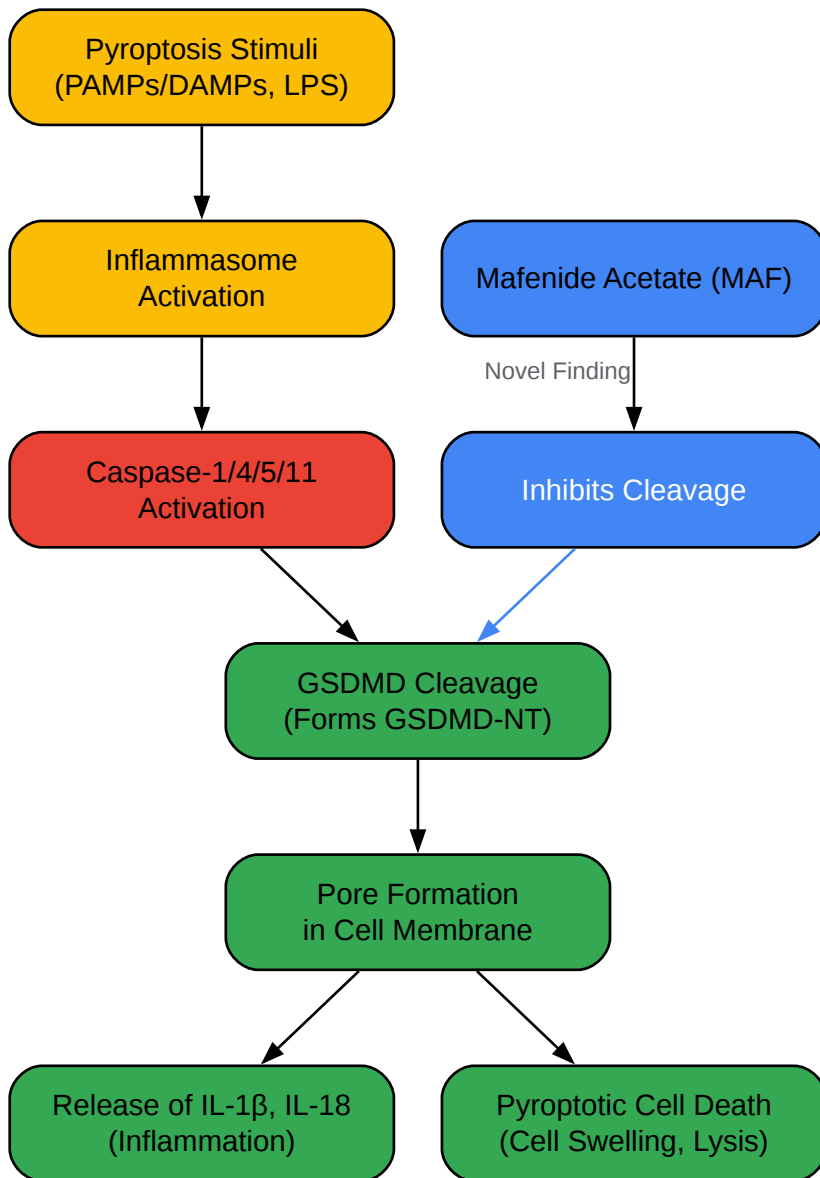 Pyroptosis Stimuli
(PAMPs/DAMPs, LPS)
Inflammasome
Activation
Mafenide Acetate (MAF)
Novel Finding
Caspase-1/4/5/11
Activation
Inhibits Cleavage
GSDMD Cleavage
(Forms GSDMD-NT)
Pore Formation
in Cell Membrane
Release of IL-1β, IL-18
(Inflammation)
Pyroptotic Cell Death
(Cell Swelling, Lysis)